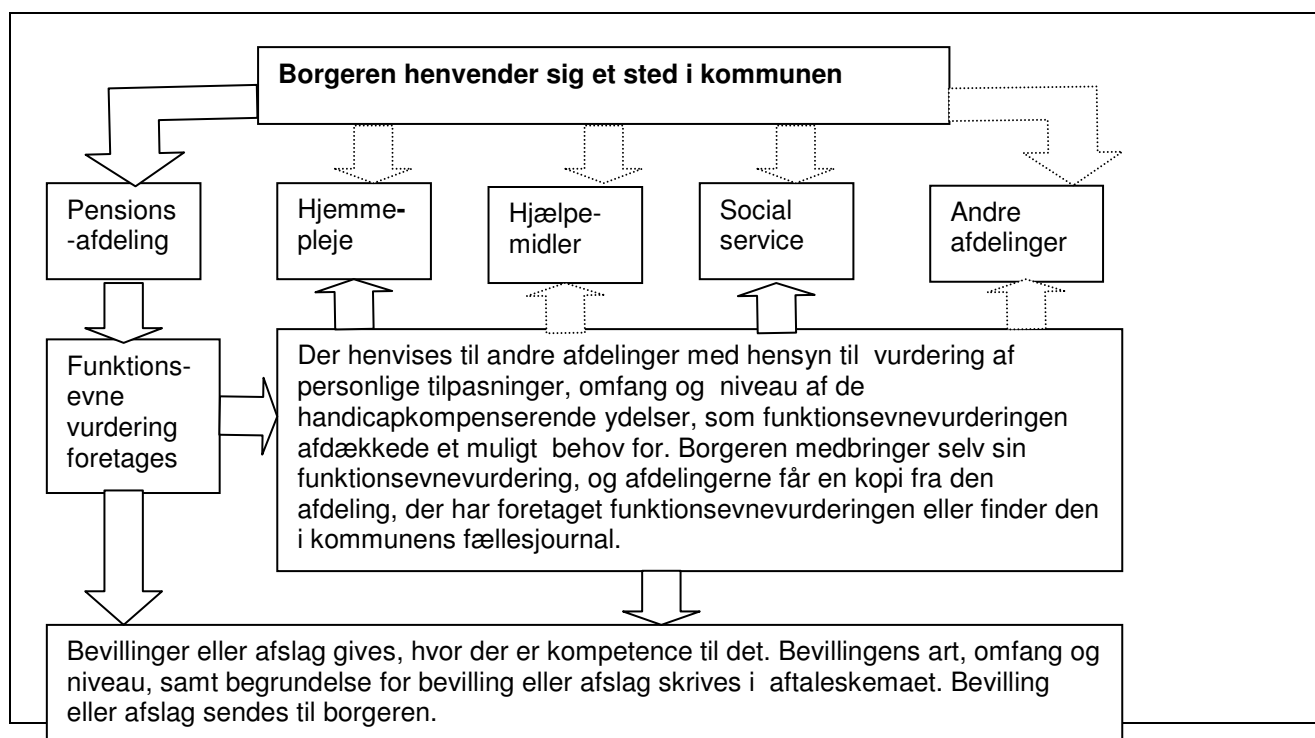 Borgeren henvender sig et sted i kommunen
Pensions
-afdeling
Hjemme-
pleje
Hjælpe-
midler
Social
service
Andre
afdelinger
Funktions-
evne
vurdering
foretages
Der henvises til andre afdelinger med hensyn til vurdering af
personlige tilpasninger, omfang og niveau af de
handicapkompenserende ydelser, som funktionsevnevurderingen
afdækkede et muligt behov for. Borgeren medbringer selv sin
funktionsevnevurdering, og afdelingerne får en kopi fra den
afdeling, der har foretaget funktionsevnevurderingen eller finder den
i kommunens fællesjournal.
Bevillinger eller afslag gives, hvor der er kompetence til det. Bevillingens art, omfang og
niveau, samt begrundelse for bevilling eller afslag skrives i aftaleskemaet. Bevilling
eller afslag sendes til borgeren.